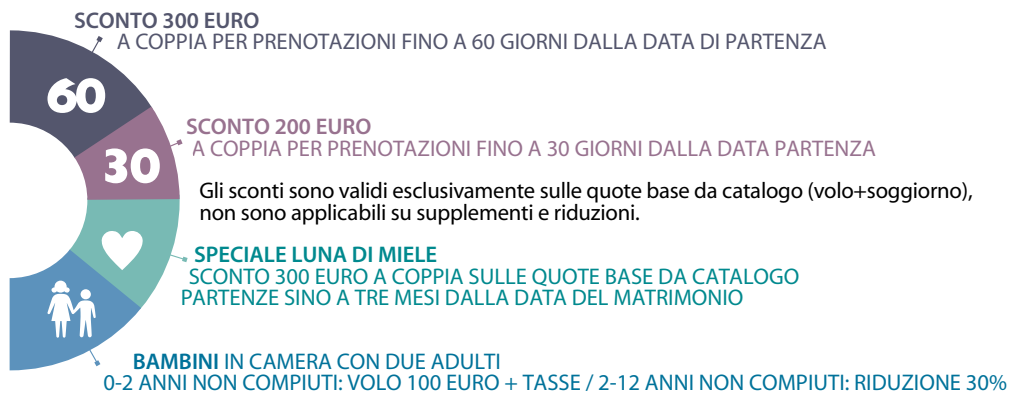 SCONTO 300 EURO
A COPPIA PER PRENOTAZIONI FINO A 60 GIORNI DALLA DATA DI PARTENZA
60
SCONTO 200 EURO
A COPPIA PER PRENOTAZIONI FINO A 30 GIORNI DALLA DATA PARTENZA
30
Gli sconti sono validi esclusivamente sulle quote base da catalogo (volo+soggiorno),
non sono applicabili su supplementi e riduzioni.
SPECIALE LUNA DI MIELE
SCONTO 300 EURO A COPPIA SULLE QUOTE BASE DA CATALOGO
PARTENZE SINO A TRE MESI DALLA DATA DEL MATRIMONIO
BAMBINI IN CAMERA CON DUE ADULTI
0-2 ANNI NON COMPIUTI: VOLO 100 EURO + TASSE / 2-12 ANNI NON COMPIUTI: RIDUZIONE 30%